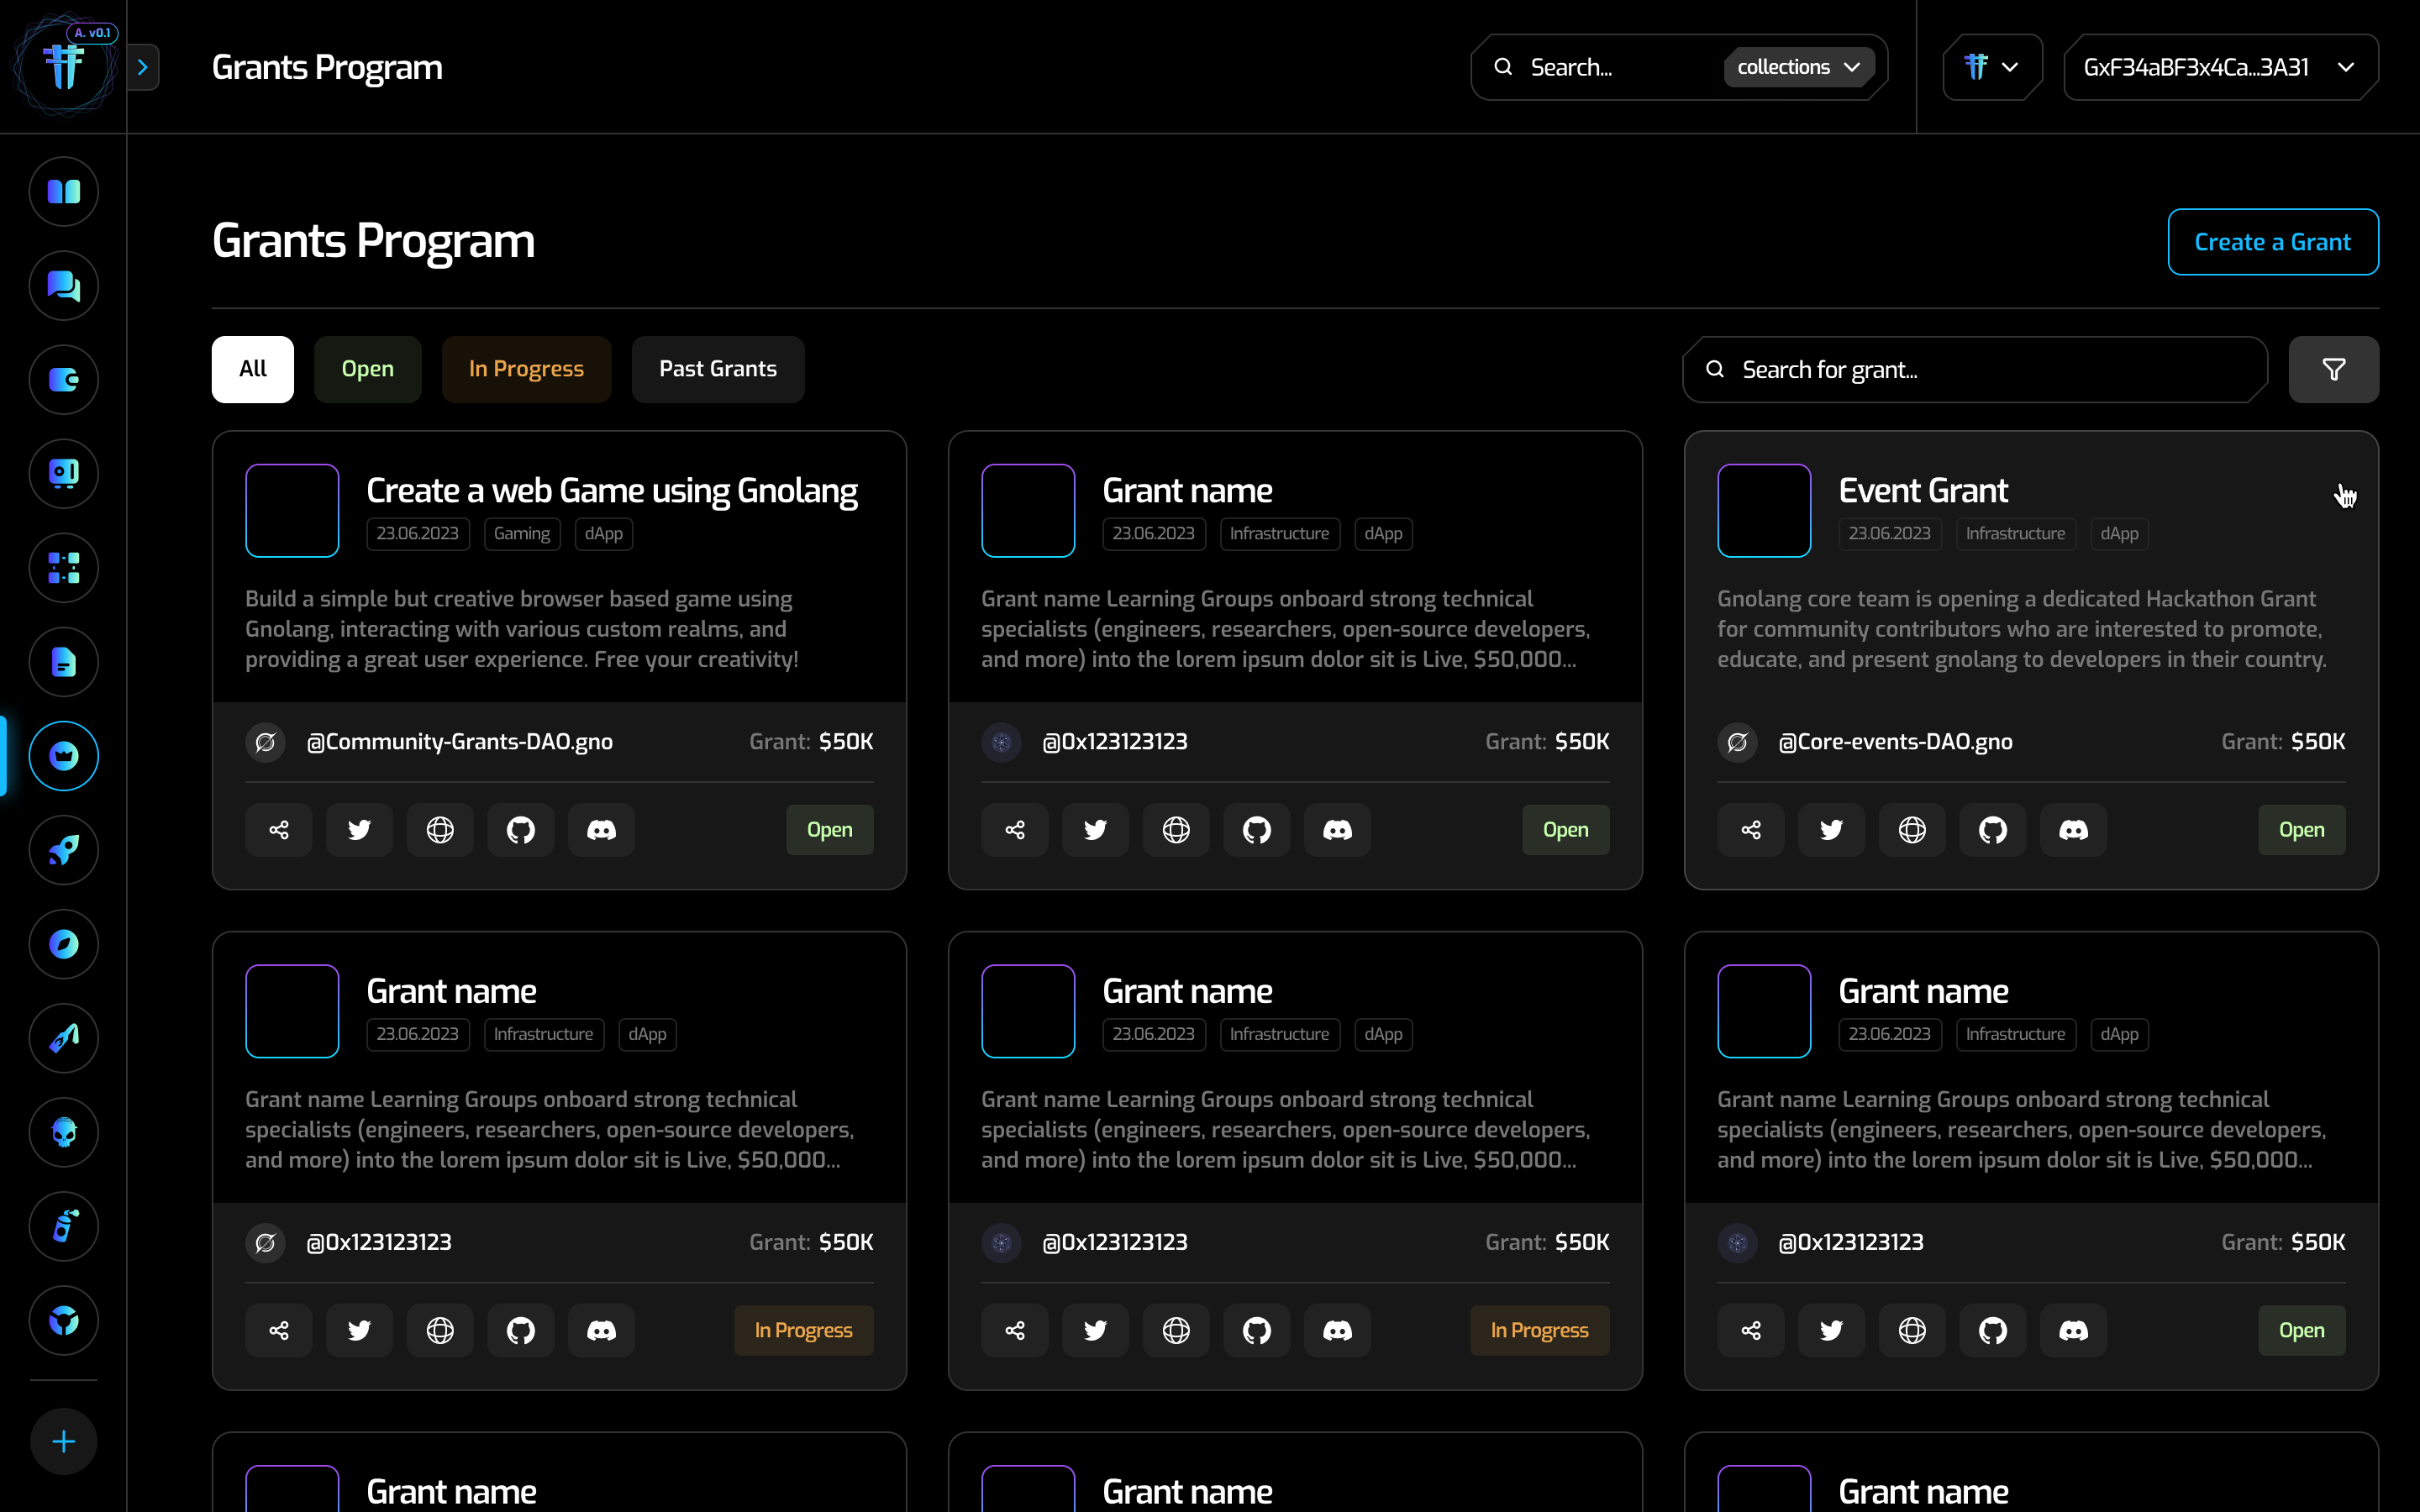 A. v0.1
Grants Program
Search...
collections
GxF34aBF3x4Ca...3A31
Grants Program
Create a Grant
All
Open
In Progress
Past Grants
Search for grant...
Create a web Game using Gnolang
23.06.2023
Gaming
dApp
Build a simple but creative browser based game using
Gnolang, interacting with various custom realms, and
providing a great user experience. Free your creativity!
@Community-Grants-DAO.gno
Grant: $50K
Open
Grant name
23.06.2023
Infrastructure
dApp
Grant name Learning Groups onboard strong technical
specialists (engineers, researchers, open-source developers,
and more) into the lorem ipsum dolor sit is Live, $50,000...
@0x123123123
Grant: $50K
Open
Event Grant
23.06.2023
Infrastructure
dApp
Gnolang core team is opening a dedicated Hackathon Grant
for community contributors who are interested to promote,
educate, and present gnolang to developers in their country.
@Core-events-DAO.gno
Grant: $50K
Open
Grant name
23.06.2023
Infrastructure
dApp
Grant name Learning Groups onboard strong technical
specialists (engineers, researchers, open-source developers,
and more) into the lorem ipsum dolor sit is Live, $50,000...
@0x123123123
Grant: $50K
In Progress
Grant name
23.06.2023
Infrastructure
dApp
Grant name Learning Groups onboard strong technical
specialists (engineers, researchers, open-source developers,
and more) into the lorem ipsum dolor sit is Live, $50,000...
@0x123123123
Grant: $50K
In Progress
Grant name
23.06.2023
Infrastructure
dApp
Grant name Learning Groups onboard strong technical
specialists (engineers, researchers, open-source developers,
and more) into the lorem ipsum dolor sit is Live, $50,000...
@0x123123123
Grant: $50K
Open
Grant name
Grant name
Grant name